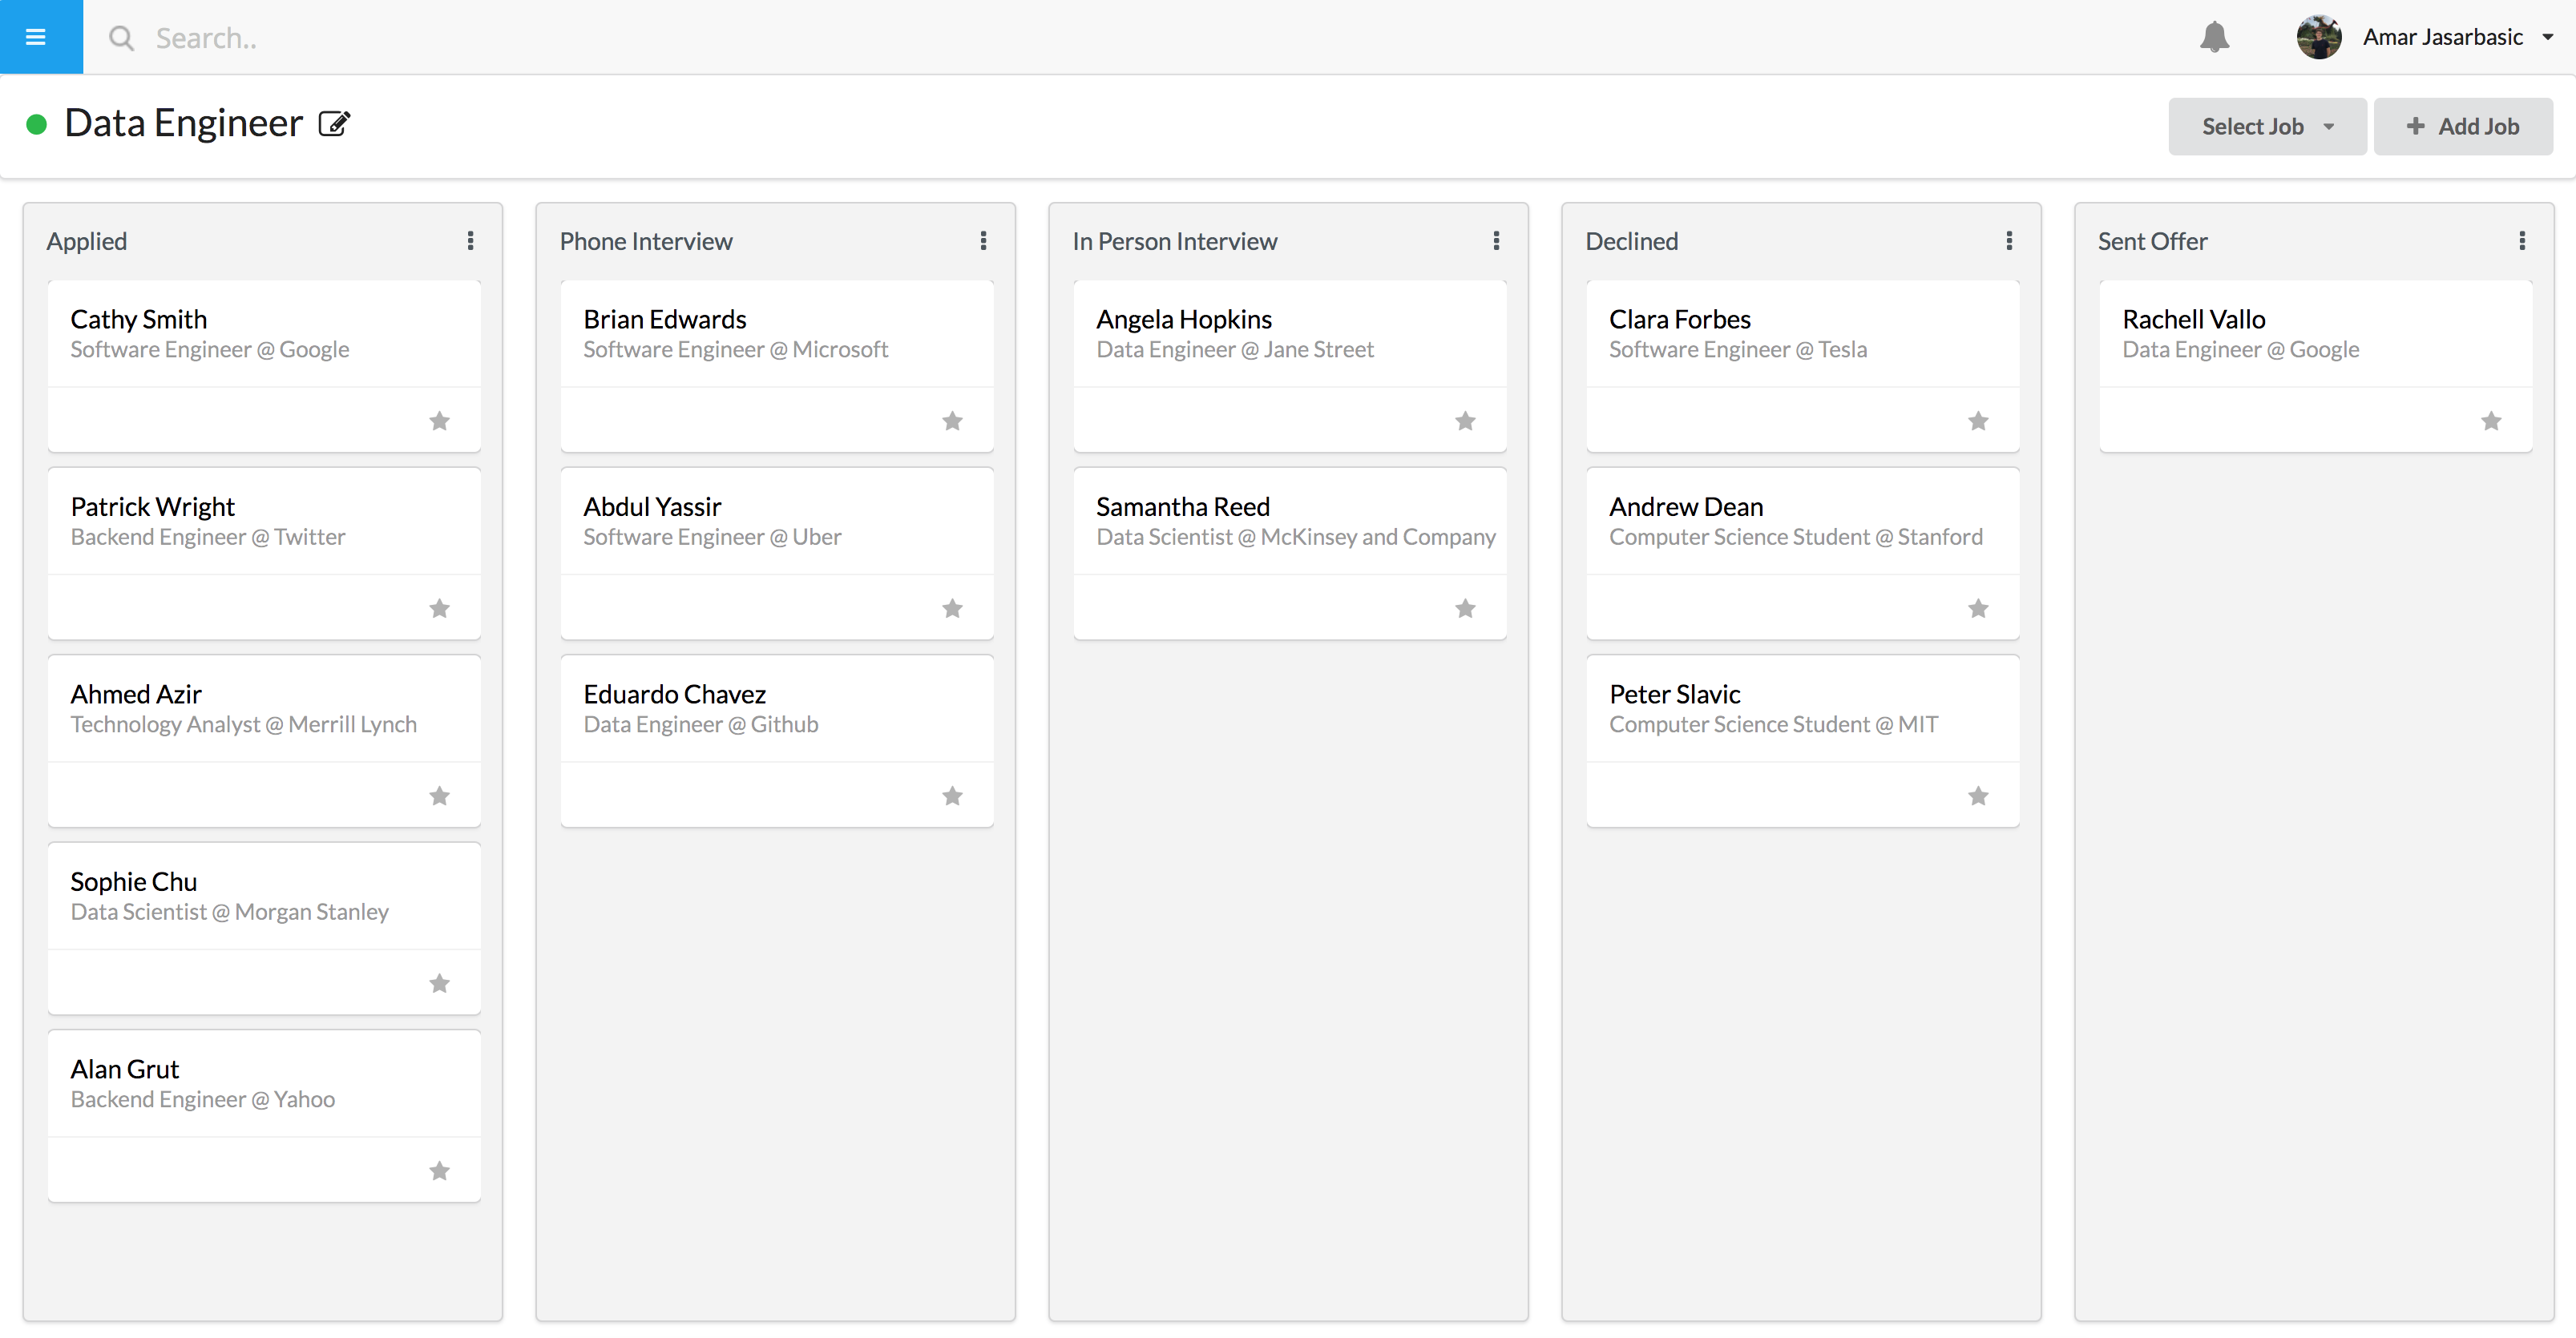 Search..
Amar Jasarbasic
Data Engineer
Select Job
Add Job
Applied
Cathy Smith
Software Engineer @ Google
Patrick Wright
Backend Engineer @ Twitter
Ahmed Azir
Technology Analyst @ Merrill Lynch
Sophie Chu
Data Scientist @ Morgan Stanley
Alan Grut
Backend Engineer @ Yahoo
Phone Interview
Brian Edwards
Software Engineer @ Microsoft
Abdul Yassir
Software Engineer @ Uber
Eduardo Chavez
Data Engineer @ Github
In Person Interview
Angela Hopkins
Data Engineer @ Jane Street
Samantha Reed
Data Scientist @ McKinsey and Company
Declined
Clara Forbes
Software Engineer @ Tesla
Andrew Dean
Computer Science Student @ Stanford
Peter Slavic
Computer Science Student @ MIT
Sent Offer
Rachell Vallo
Data Engineer @ Google